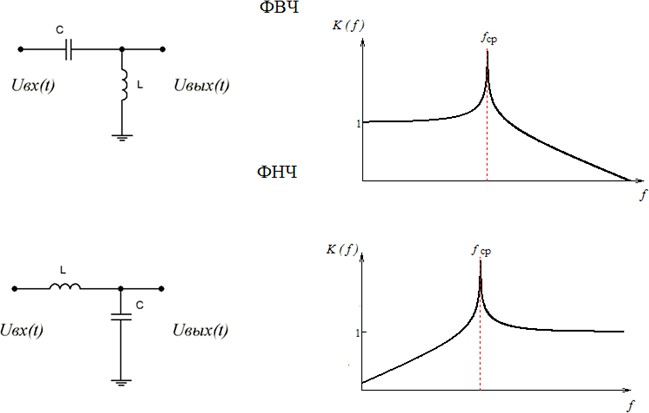 ФВЧ
C
L
Uвх(t)
Uвых(t)
K(f)
fср
1
f
ФНЧ
L
C
Uвх(t)
Uвых(t)
K(f)
fср
1
f